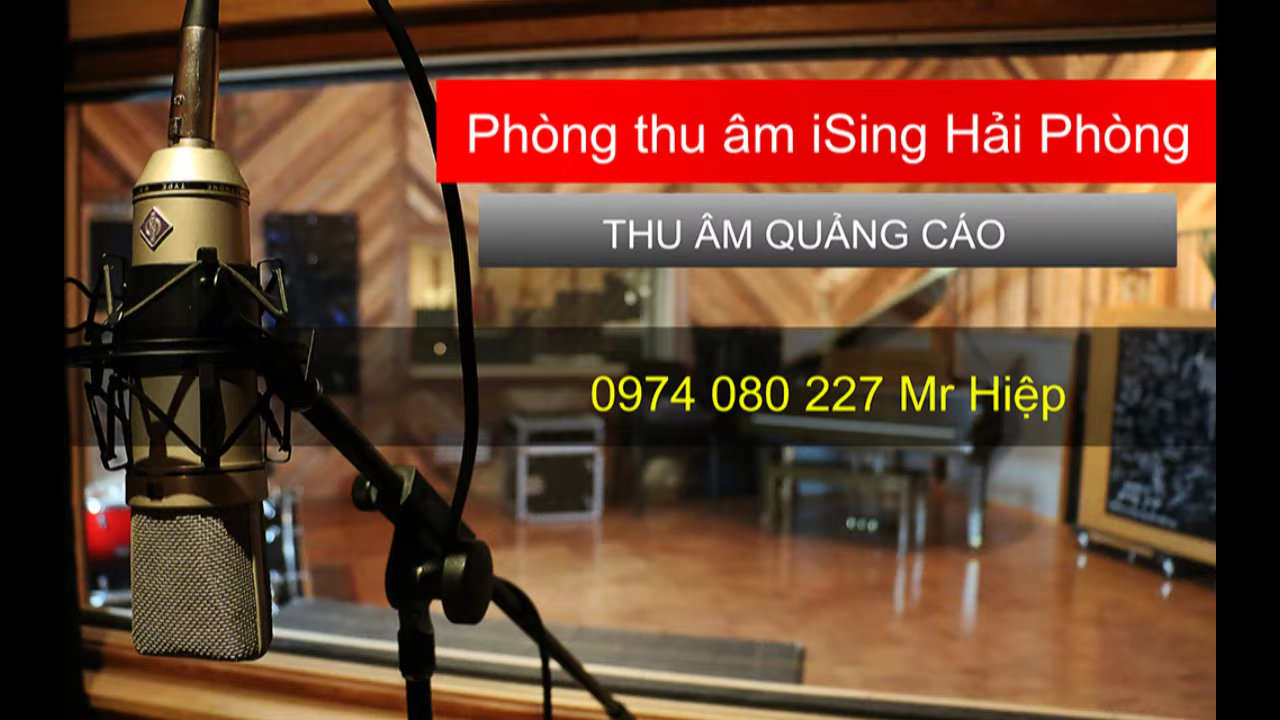 Phòng thu âm iSing Hải Phòng
THU ÂM QUẢNG CÁO
0974 080 227 Mr Hiệp